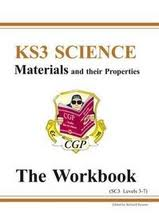 KS3 SCIENCE
Materials and their Properties
CGP
The Workbook
(SC3 Levels 3-7)